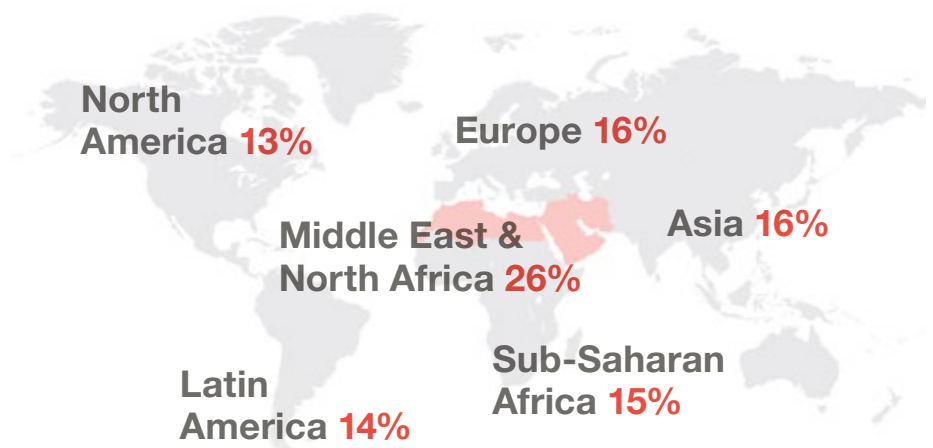 North
America 13%
Europe 16%
Asia 16%
Middle East &
North Africa 26%
Sub-Saharan
Africa 15%
Latin
America 14%